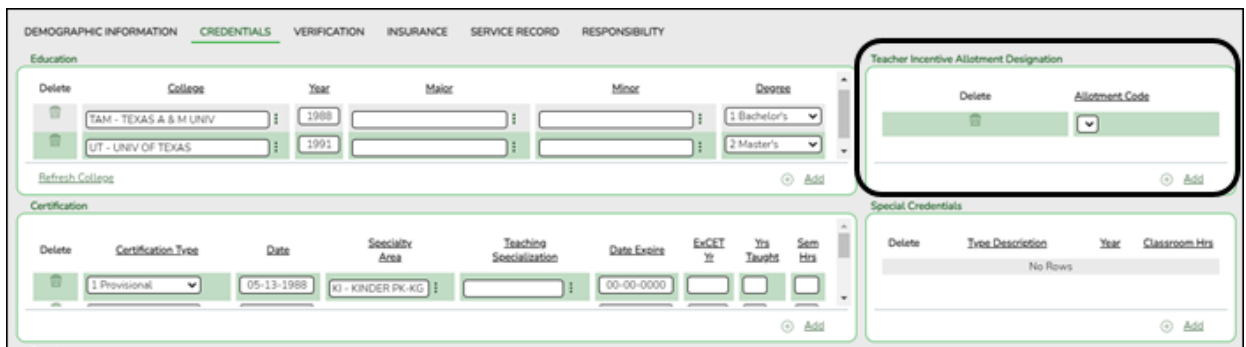 DEMOGRAPHIC INFORMATION CREDENTIALS VERIFICATION INSURANCE SERVICE RECORD RESPONSIBILITY
Education
Delete College Year Major Minor Degree
TAM - TEXAS A & M UNIV 1988 1 Bachelor's
UT - UNIV OF TEXAS 1991 2 Master's
Refresh College Add
Teacher Incentive Allotment Designation
Delete Allotment Code
Add
Certification
Delete Certification Type Date Specialty Area Teaching Specialization Date Expire ExCET Yr Yrs Taught Sem Hrs
1 Provisional 05-13-1988 KI - KINDER PK-KG 00-00-0000
Add
Special Credentials
Delete Type Description Year Classroom Hrs
No Rows
Add